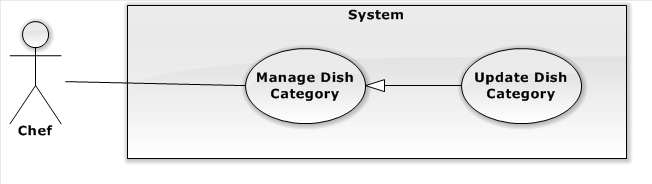 System
Manage Dish
Category
Update Dish
Category
Chef